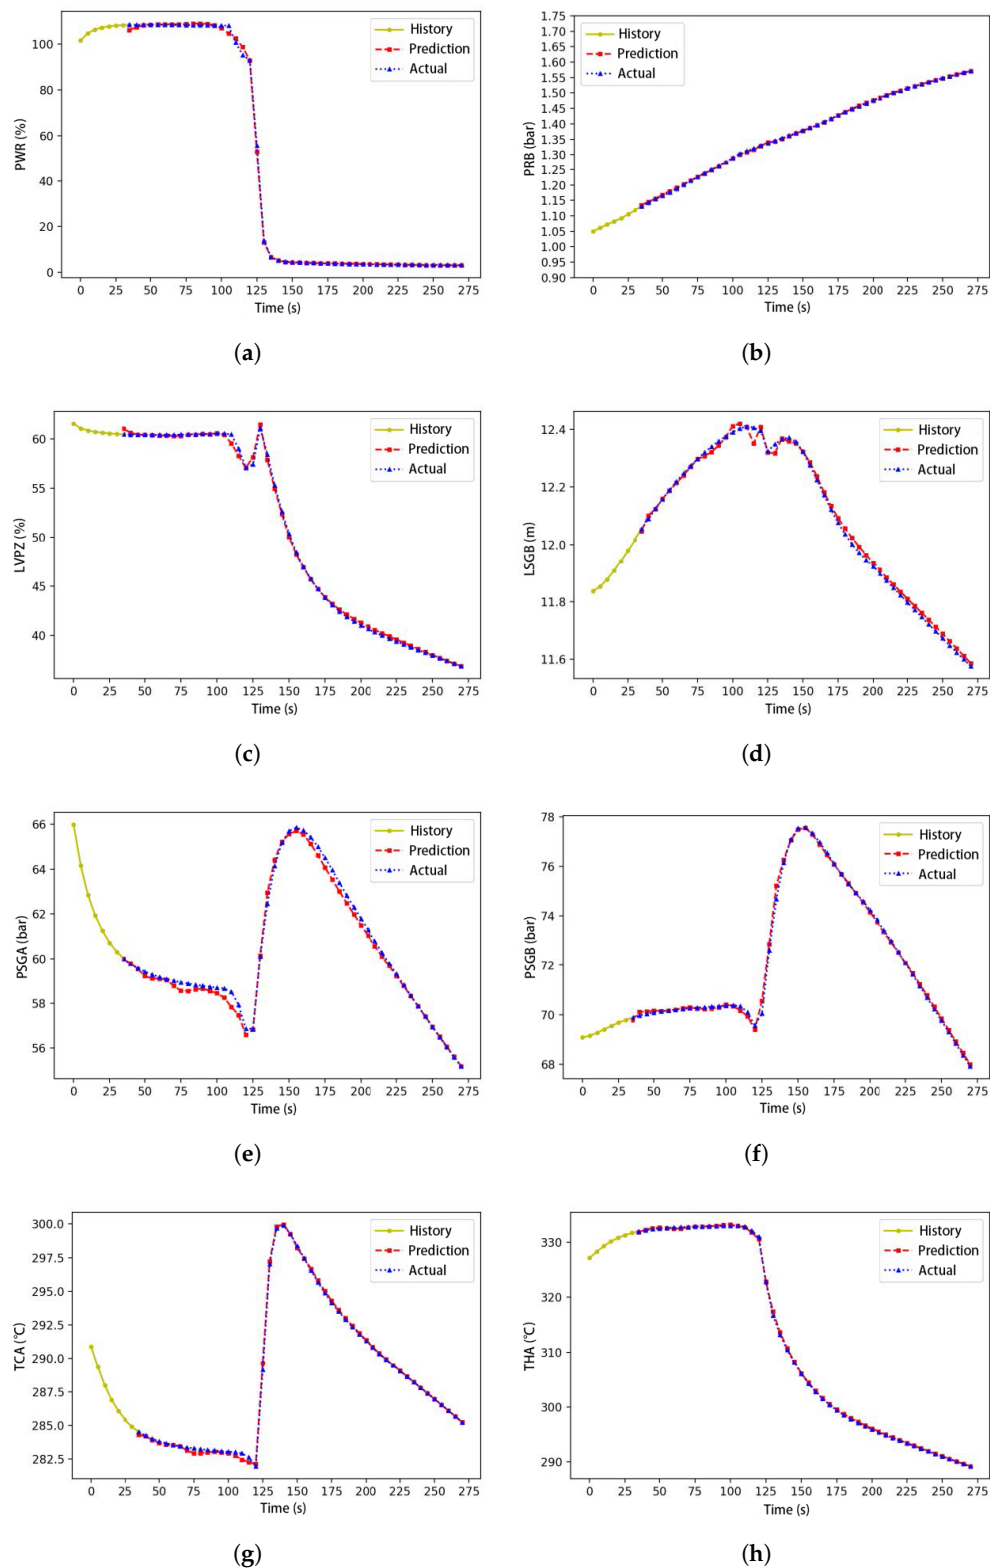 100
80
60
40
20
0
PWR (%)
0 25 50 75 100 125 150 175 200 225 250 275
Time (s)
History
Prediction
Actual
(a)
1.75
1.70
1.65
1.60
1.55
1.50
1.45
1.40
1.35
1.30
1.25
1.20
1.15
1.10
1.05
1.00
0.95
0.90
PRB (bar)
0 25 50 75 100 125 150 175 200 225 250 275
Time (s)
History
Prediction
Actual
(b)
60
55
50
45
40
LVPZ (%)
0 25 50 75 100 125 150 175 200 225 250 275
Time (s)
History
Prediction
Actual
(c)
12.4
12.2
12.0
11.8
11.6
LSGB (m)
0 25 50 75 100 125 150 175 200 225 250 275
Time (s)
History
Prediction
Actual
(d)
66
64
62
60
58
56
PSGA (bar)
0 25 50 75 100 125 150 175 200 225 250 275
Time (s)
History
Prediction
Actual
(e)
78
76
74
72
70
68
PSGB (bar)
0 25 50 75 100 125 150 175 200 225 250 275
Time (s)
History
Prediction
Actual
(f)
300.0
297.5
295.0
292.5
290.0
287.5
285.0
282.5
TCA (℃)
0 25 50 75 100 125 150 175 200 225 250 275
Time (s)
History
Prediction
Actual
(g)
330
320
310
300
290
THA (℃)
0 25 50 75 100 125 150 175 200 225 250 275
Time (s)
History
Prediction
Actual
(h)